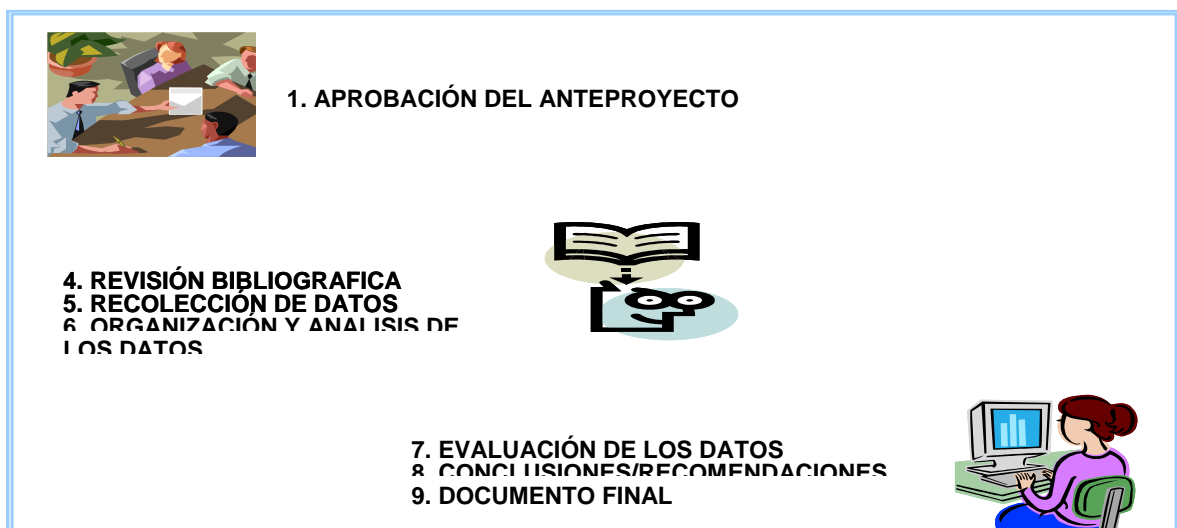 1. APROBACIÓN DEL ANTEPROYECTO
4. REVISIÓN BIBLIOGRAFICA
5. RECOLECCIÓN DE DATOS
6. ORGANIZACIÓN Y ANALISIS DE
LOS DATOS
7. EVALUACIÓN DE LOS DATOS
8. CONCLUSIONES/RECOMENDACIONES
9. DOCUMENTO FINAL